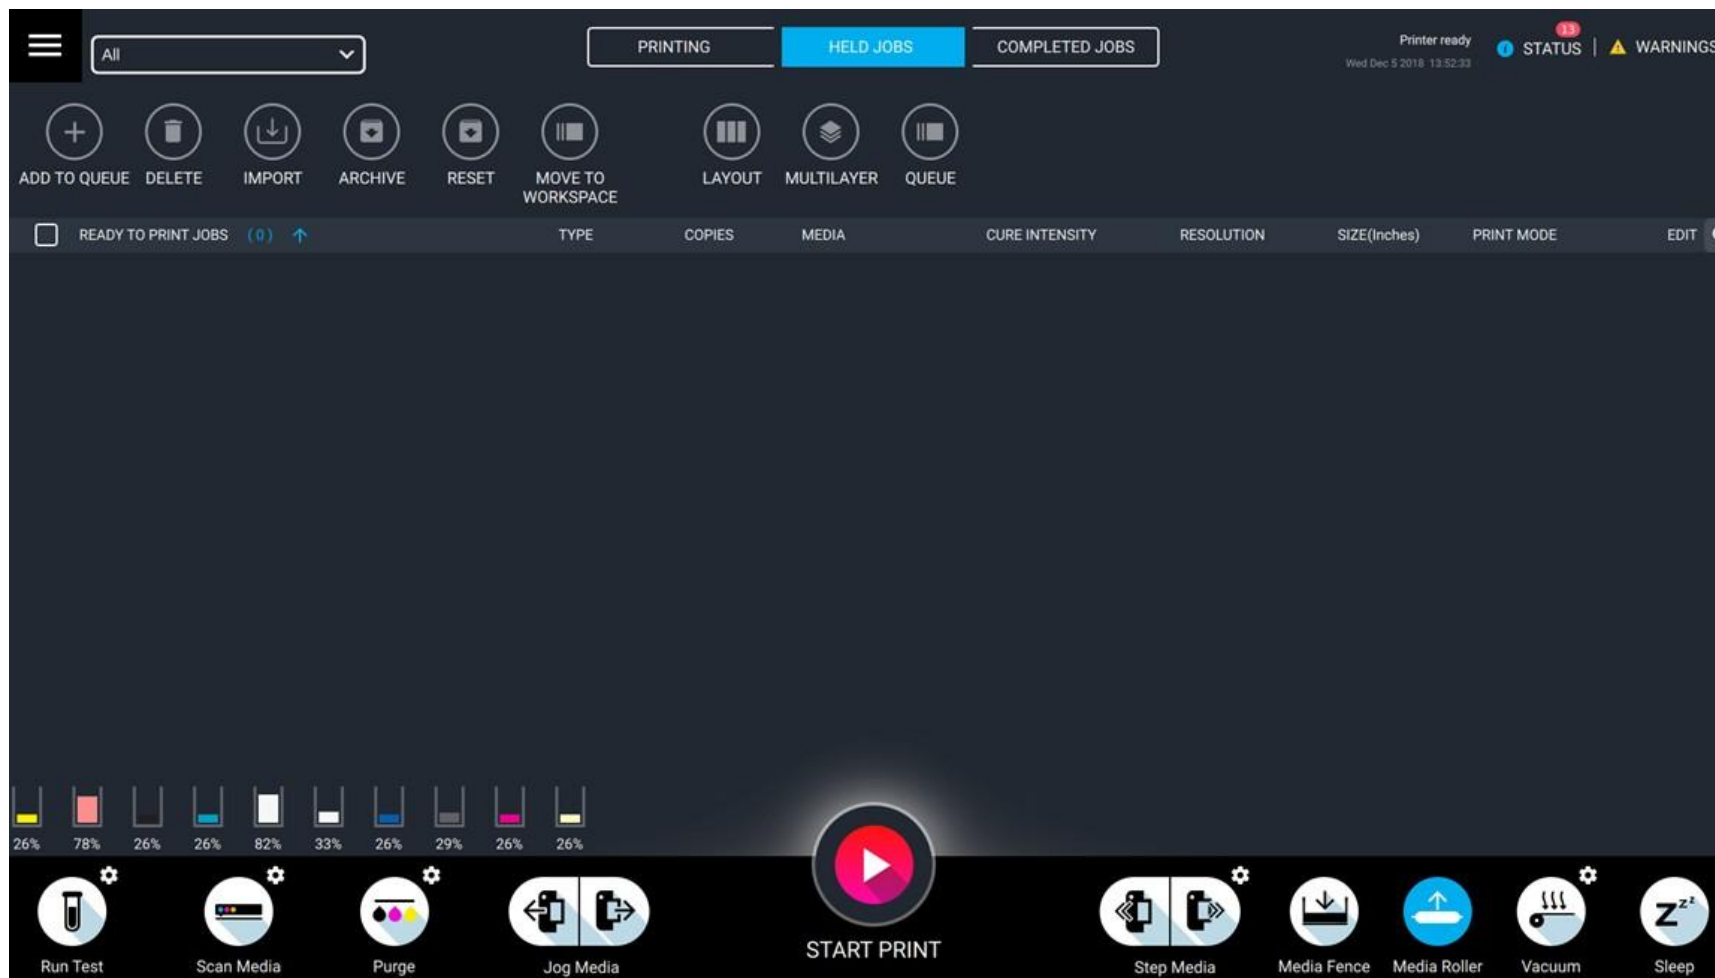 All
PRINTING
HELD JOBS
COMPLETED JOBS
Printer ready
Wed Dec 5 2018 13:52:33
13
STATUS
WARNINGS
ADD TO QUEUE
DELETE
IMPORT
ARCHIVE
RESET
MOVE TO
WORKSPACE
LAYOUT
MULTILAYER
QUEUE
READY TO PRINT JOBS (0)
TYPE
COPIES
MEDIA
CURE INTENSITY
RESOLUTION
SIZE(Inches)
PRINT MODE
EDIT
26% 78% 26% 26% 82% 33% 26% 29% 26% 26%
START PRINT
Run Test
Scan Media
Purge
Jog Media
Step Media
Media Fence
Media Roller
Vacuum
Zzz
Sleep